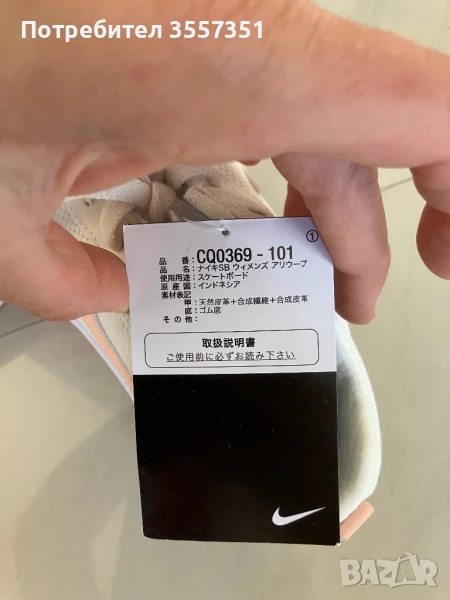 Потребител 3557351
①
品 番: CQ0369 - 101
品 名: ナイキSB ウィメンズ アリウープ
使用用途: スケートボード
原 産 国: インドネシア
素材表記
甲: 天然皮革+合成繊維+合成皮革
底: ゴム底
そ の 他:
取扱説明書
ご使用前に必ずお読み下さい
BAZAR